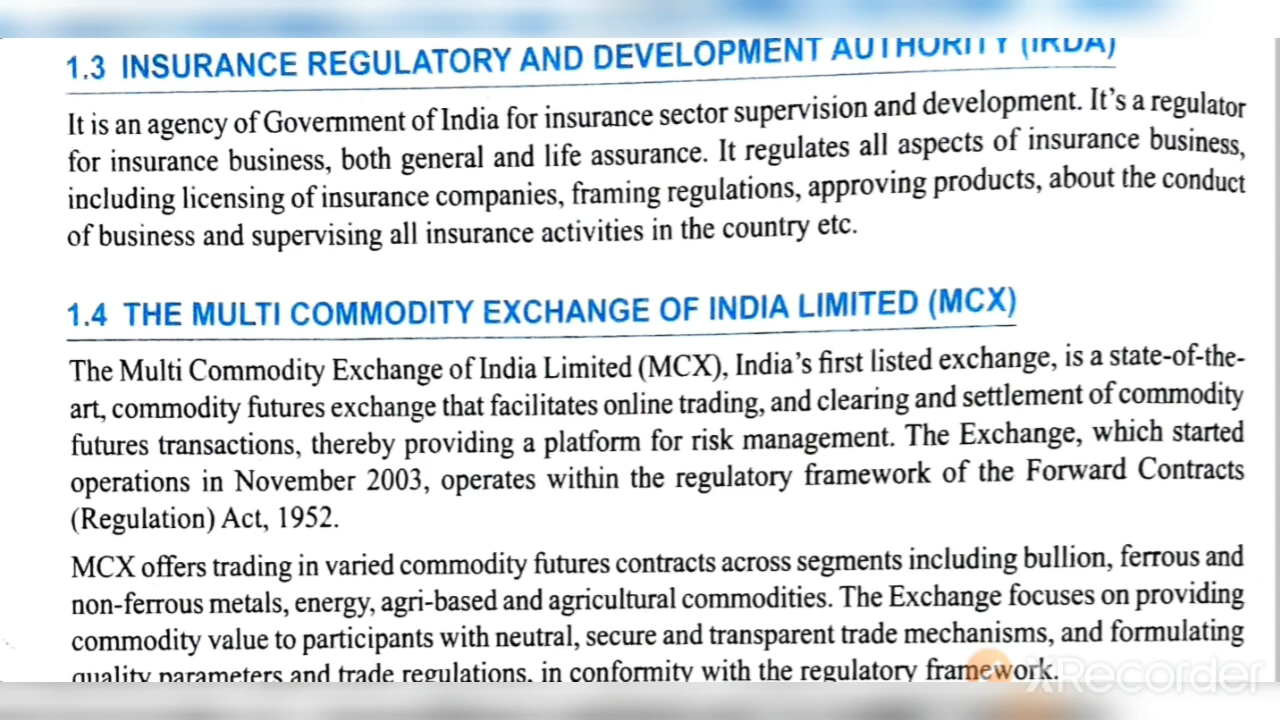 1.3 INSURANCE REGULATORY AND DEVELOPMENT AUTHORITY (IRDA)
It is an agency of Government of India for insurance sector supervision and development. It's a regulator
for insurance business, both general and life assurance. It regulates all aspects of insurance business,
including licensing of insurance companies, framing regulations, approving products, about the conduct
of business and supervising all insurance activities in the country etc.
1.4 THE MULTI COMMODITY EXCHANGE OF INDIA LIMITED (MCX)
The Multi Commodity Exchange of India Limited (MCX), India's first listed exchange, is a state-of-the-
art, commodity futures exchange that facilitates online trading, and clearing and settlement of commodity
futures transactions, thereby providing a platform for risk management. The Exchange, which started
operations in November 2003, operates within the regulatory framework of the Forward Contracts
(Regulation) Act, 1952.
MCX offers trading in varied commodity futures contracts across segments including bullion, ferrous and
non-ferrous metals, energy, agri-based and agricultural commodities. The Exchange focuses on providing
commodity value to participants with neutral, secure and transparent trade mechanisms, and formulating
quality parameters and trade regulations, in conformity with the regulatory framework.
XRecorder